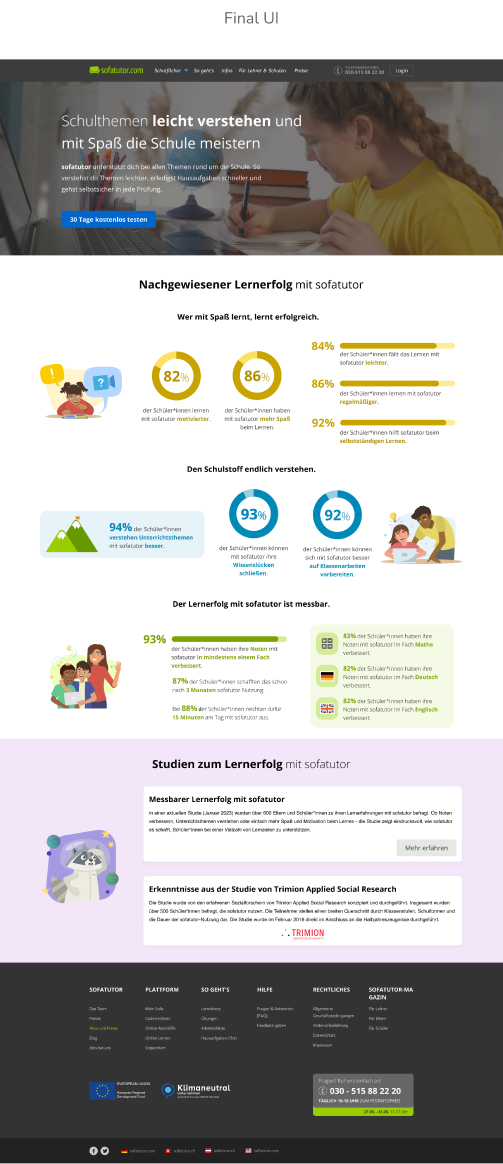 Final UI
sofatutor.com Schulfächer So geht's Infos Für Lehrer & Schulen Preise TELEFONBERATUNG Login
030-515 88 22 20
Schulthemen leicht verstehen und
mit Spaß die Schule meistern
sofatutor unterstützt dich bei allen Themen rund um die Schule. So
verstehst du Themen leichter, erledigst Hausaufgaben schneller und
gehst selbstsicher in jede Prüfung.
30 Tage kostenlos testen
Nachgewiesener Lernerfolg mit sofatutor
Wer mit Spaß lernt, lernt erfolgreich.
82%
der Schüler*innen lernen
mit sofatutor motivierter.
86%
der Schüler*innen haben
mit sofatutor mehr Spaß
beim Lernen.
84%
der Schüler*innen fällt das Lernen mit
sofatutor leichter.
86%
der Schüler*innen lernen mit sofatutor
regelmäßiger.
92%
der Schüler*innen hilft sofatutor beim
selbstständigen Lernen.
Den Schulstoff endlich verstehen.
94% der Schüler*innen
verstehen Unterrichtsthemen
mit sofatutor besser.
93%
der Schüler*innen können
mit sofatutor ihre
Wissenslücken
schließen.
92%
der Schüler*innen können
sich mit sofatutor besser
auf Klassenarbeiten
vorbereiten.
Der Lernerfolg mit sofatutor ist messbar.
93%
der Schüler*innen haben ihre Noten mit
sofatutor in mindestens einem Fach
verbessert.
87% der Schüler*innen schafften das schon
nach 3 Monaten sofatutor Nutzung
Bei 88% der Schüler*innen reichten dafür
15 Minuten am Tag mit sofatutor aus.
83% der Schüler*innen haben ihre
Noten mit sofatutor im Fach Mathe
verbessert.
82% der Schüler*innen haben ihre
Noten mit sofatutor im Fach Deutsch
verbessert.
82% der Schüler*innen haben ihre
Noten mit sofatutor im Fach Englisch
verbessert.
Studien zum Lernerfolg mit sofatutor
Messbarer Lernerfolg mit sofatutor
In einer aktuellen Studie (Januar 2023) wurden über 600 Eltern und Schüler*innen zu ihren Lernerfahrungen mit sofatutor befragt. Ob Noten
verbessern, Unterrichtsthemen verstehen oder einfach mehr Spaß und Motivation beim Lernen - die Studie zeigt eindrucksvoll, wie sofatutor
es schafft, Schüler*innen bei einer Vielzahl von Lernzielen zu unterstützen.
Mehr erfahren
Erkenntnisse aus der Studie von Trimion Applied Social Research
Die Studie wurde von den erfahrenen Sozialforschern von Trimion Applied Social Research konzipiert und durchgeführt. Insgesamt wurden
über 500 Schüler*innen befragt, die sofatutor nutzen. Die Teilnehmer stellen einen breiten Querschnitt durch Klassenstufen, Schulformen und
die Dauer der sofatutor-Nutzung dar. Die Studie wurde im Februar 2018 direkt im Anschluss an die Halbjahreszeugnisse durchgeführt.
TRIMION
SOFATUTOR
Das Team
Presse
Abos und Preise
Blog
Jobs bei uns
PLATTFORM
Mein Sofa
Code einlösen
Online-Nachhilfe
Online Lernen
Stipendium
SO GEHT'S
Lernvideos
Übungen
Arbeitsblätter
Hausaufgaben-Chat
HILFE
Fragen & Antworten
(FAQ)
Feedback geben
RECHTLICHES
Allgemeine
Geschäftsbedingungen
Widerrufsbelehrung
Datenschutz
Impressum
SOFATUTOR-MA
GAZIN
Für Lehrer
Für Eltern
Für Schüler
EUROPEAN UNION
European Regional
Development Fund
Klimaneutral
Unternehmen
Fragen? Ruf uns einfach an!
030 - 515 88 22 20
TÄGLICH 10-18 UHR (ZUM FESTNETZPREIS)
sofatutor.com sofatutor.ch sofatutor.at sofatutor.com